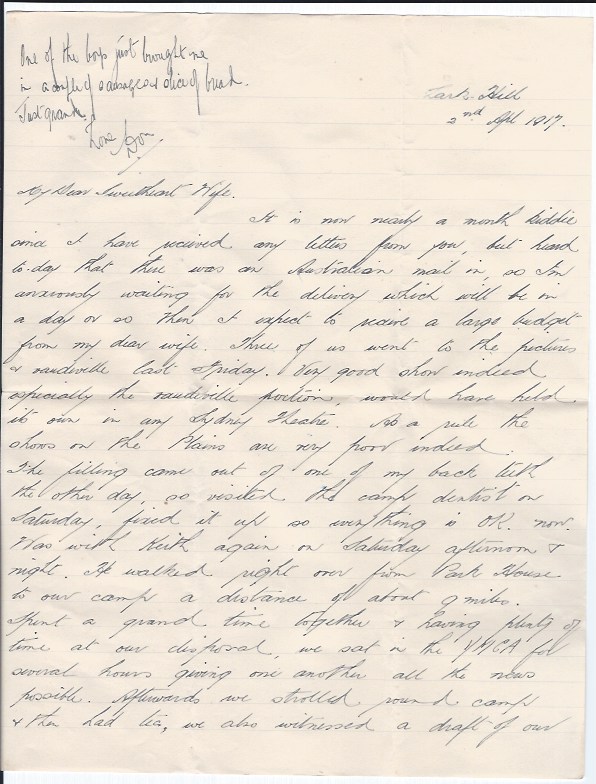 One of the boys just brought me
in a couple of sausages & slice of bread.
Just grand.
Love Don
Lark Hill
2nd Apl 1917.
My Dear Sweetheart Wife.
It is now nearly a month Kiddie
since I have recieved any letters from you, but heard
to-day that there was an Australian mail in, so I'm
anxiously waiting for the delivery which will be in
a day or so then I expect to recive a large budget
from my dear wife. Three of us went to the pictures
& vaudiville last Friday. Very good show indeed
especially the vaudiville portion, would have held
its own in any Sydney Theatre. As a rule the
shows on the Plains are very poor indeed.
The filling came out of one of my back teeth
the other day, so visited the camp dentist on
Saturday, fixed it up so everything is OK. now.
Was with Keith again on Saturday afternoon &
night. He walked right over from Park House
to our camp a distance of about 9 miles.
Spent a grand time together & having plenty of
time at our disposal, we sat in the YMCA for
several hours giving one another all the news
possible. Afterwards we strolled round camp
& then had tea, we also witnessed a draft of our